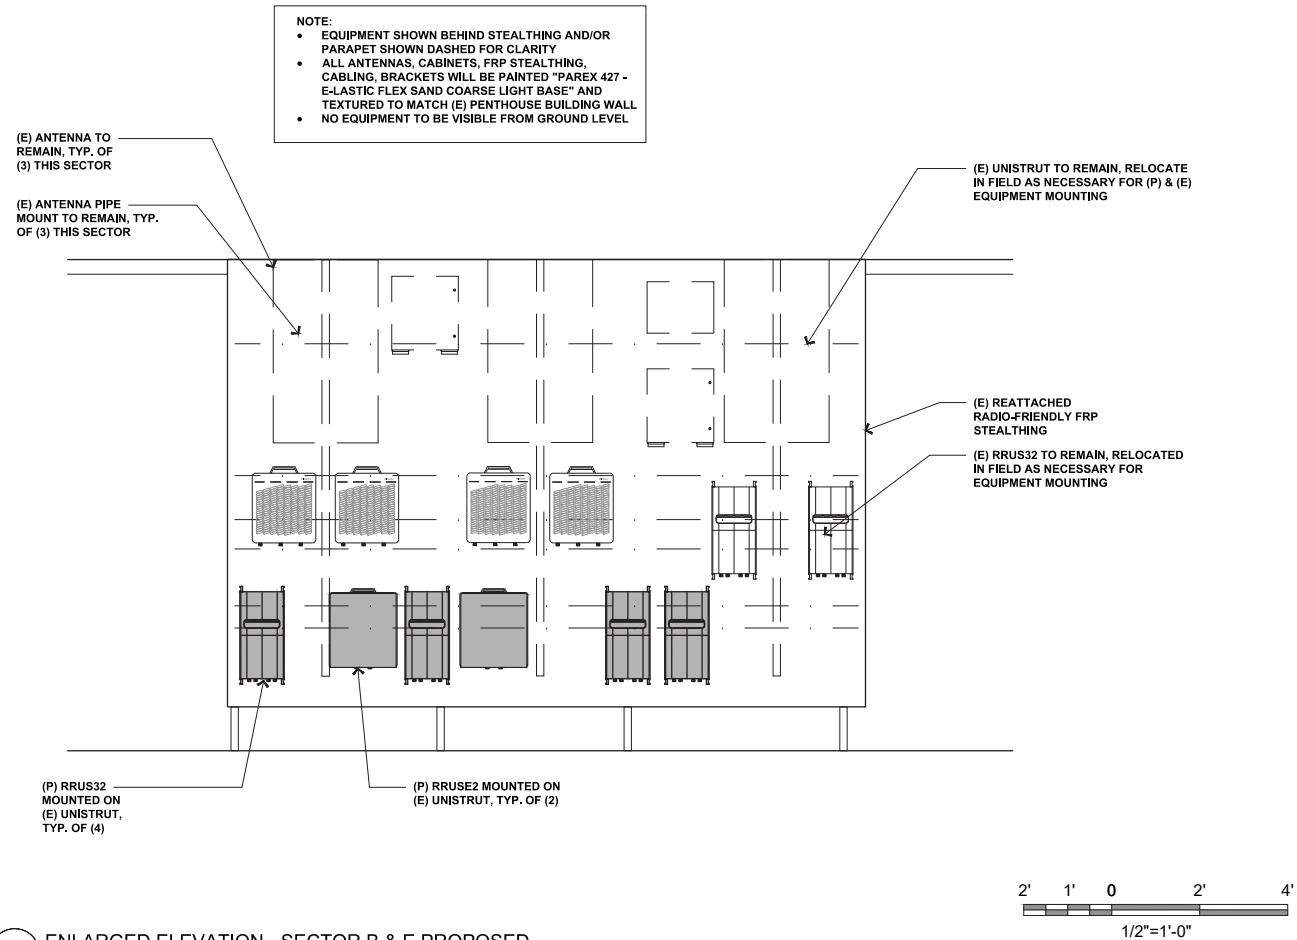 NOTE:
• EQUIPMENT SHOWN BEHIND STEALTHING AND/OR
PARAPET SHOWN DASHED FOR CLARITY
• ALL ANTENNAS, CABINETS, FRP STEALTHING,
CABLING, BRACKETS WILL BE PAINTED "PAREX 427 -
E-LASTIC FLEX SAND COARSE LIGHT BASE" AND
TEXTURED TO MATCH (E) PENTHOUSE BUILDING WALL
• NO EQUIPMENT TO BE VISIBLE FROM GROUND LEVEL
(E) ANTENNA TO
REMAIN, TYP. OF
(3) THIS SECTOR
(E) ANTENNA PIPE
MOUNT TO REMAIN, TYP.
OF (3) THIS SECTOR
(E) UNISTRUT TO REMAIN, RELOCATE
IN FIELD AS NECESSARY FOR (P) & (E)
EQUIPMENT MOUNTING
(E) REATTACHED
RADIO-FRIENDLY FRP
STEALTHING
(E) RRUS32 TO REMAIN, RELOCATED
IN FIELD AS NECESSARY FOR
EQUIPMENT MOUNTING
(P) RRUS32
MOUNTED ON
(E) UNISTRUT,
TYP. OF (4)
(P) RRUSE2 MOUNTED ON
(E) UNISTRUT, TYP. OF (2)
2' 1' 0 2' 4'
1/2"=1'-0"
ENLARGED ELEVATION - SECTOR B & E PROPOSED